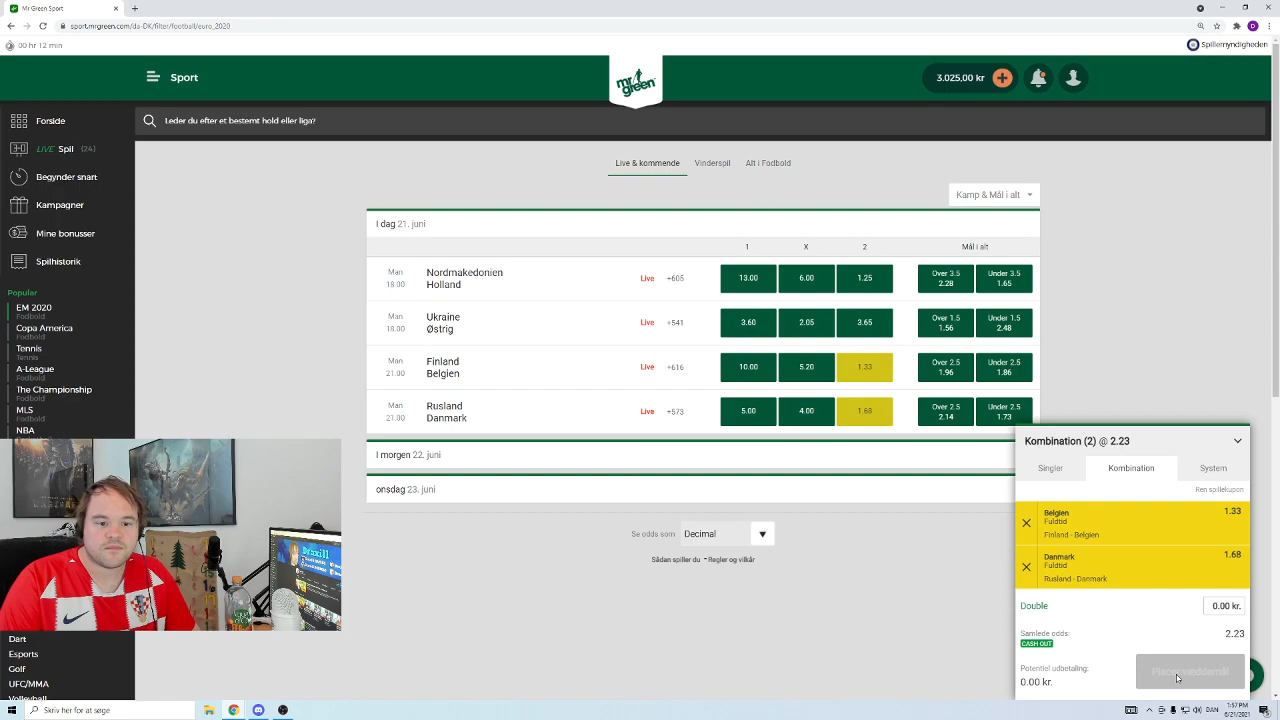 Mr Green Sport
sport.mrgreen.com/da-DK/filter/football/euro_2020
00 hr 12 min
Spillemyndigheden
Sport
mr green
3.025,00 kr
Forside
Leder du efter et bestemt hold eller liga?
LIVE Spil (24)
Begynder snart
Kampagner
Mine bonusser
Spilhistorik
Popular
EM 2020
Fodbold
Copa America
Fodbold
Tennis
Tennis
A-League
Fodbold
The Championship
Fodbold
MLS
Fodbold
NBA
Dart
Esports
Golf
UFC/MMA
Volleyball
Live & kommende Vinderspil Alt i Fodbold
Kamp & Mål i alt
I dag 21. juni
1 X 2 Mål i alt
Man 18.00 Nordmakedonien Holland Live +605 13.00 6.00 1.25 Over 3.5 2.28 Under 3.5 1.65
Man 18.00 Ukraine Østrig Live +541 3.60 2.05 3.65 Over 1.5 1.56 Under 1.5 2.48
Man 21:00 Finland Belgien Live +616 10.00 5.20 1.33 Over 2.5 1.96 Under 2.5 1.86
Man 21.00 Rusland Danmark Live +573 5.00 4.00 1.68 Over 2.5 2.14 Under 2.5 1.73
I morgen 22. juni
onsdag 23. juni
Se odds som Decimal
Sådan spiller du - Regler og vilkår
Kombination (2) @ 2.23
Singler Kombination System
Ren spillekupon
Belgien 1.33
Fuldtid
Finland - Belgien
Danmark 1.68
Fuldtid
Rusland - Danmark
Double 0.00 kr.
Samlede odds: 2.23
CASH OUT
Potentiel udbetaling:
0.00 kr.
Placer væddemål
Draxi11
Skriv her for at søge
DAN
1:57 PM
6/21/2021